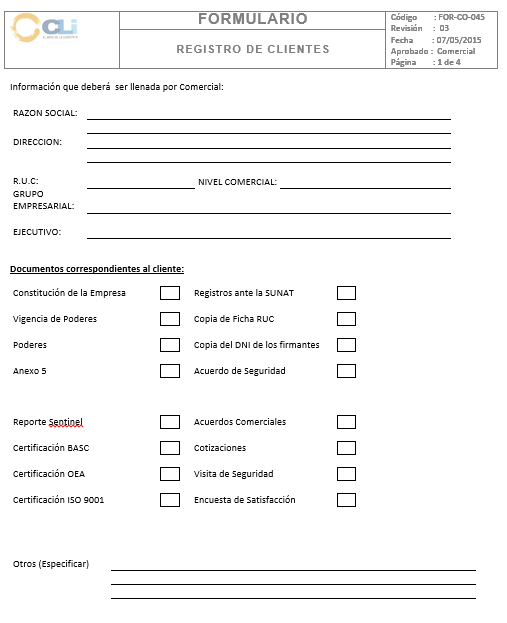 CLi
FORMULARIO
REGISTRO DE CLIENTES
Código : FOR-CO-045
Revisión : 03
Fecha : 07/05/2015
Aprobado : Comercial
Página : 1 de 4
Información que deberá ser llenada por Comercial:
RAZON SOCIAL:
DIRECCION:
R.U.C: NIVEL COMERCIAL:
GRUPO
EMPRESARIAL:
EJECUTIVO:
Documentos correspondientes al cliente:
Constitución de la Empresa Registros ante la SUNAT
Vigencia de Poderes Copia de Ficha RUC
Poderes Copia del DNI de los firmantes
Anexo 5 Acuerdo de Seguridad
Reporte Sentinel Acuerdos Comerciales
Certificación BASC Cotizaciones
Certificación OEA Visita de Seguridad
Certificación ISO 9001 Encuesta de Satisfacción
Otros (Especificar)